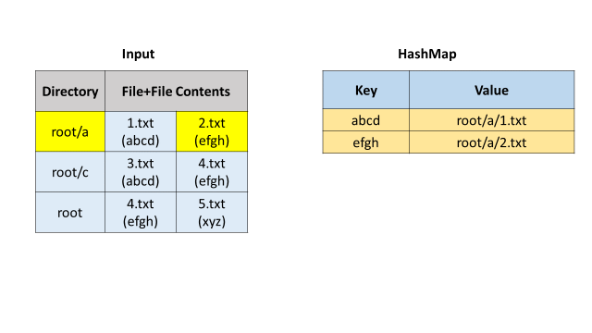 Input
HashMap
Directory File+File Contents
Key Value
root/a 1.txt 2.txt
(abcd) (efgh)
abcd root/a/1.txt
efgh root/a/2.txt
root/c 3.txt 4.txt
(abcd) (efgh)
root 4.txt 5.txt
(efgh) (xyz)